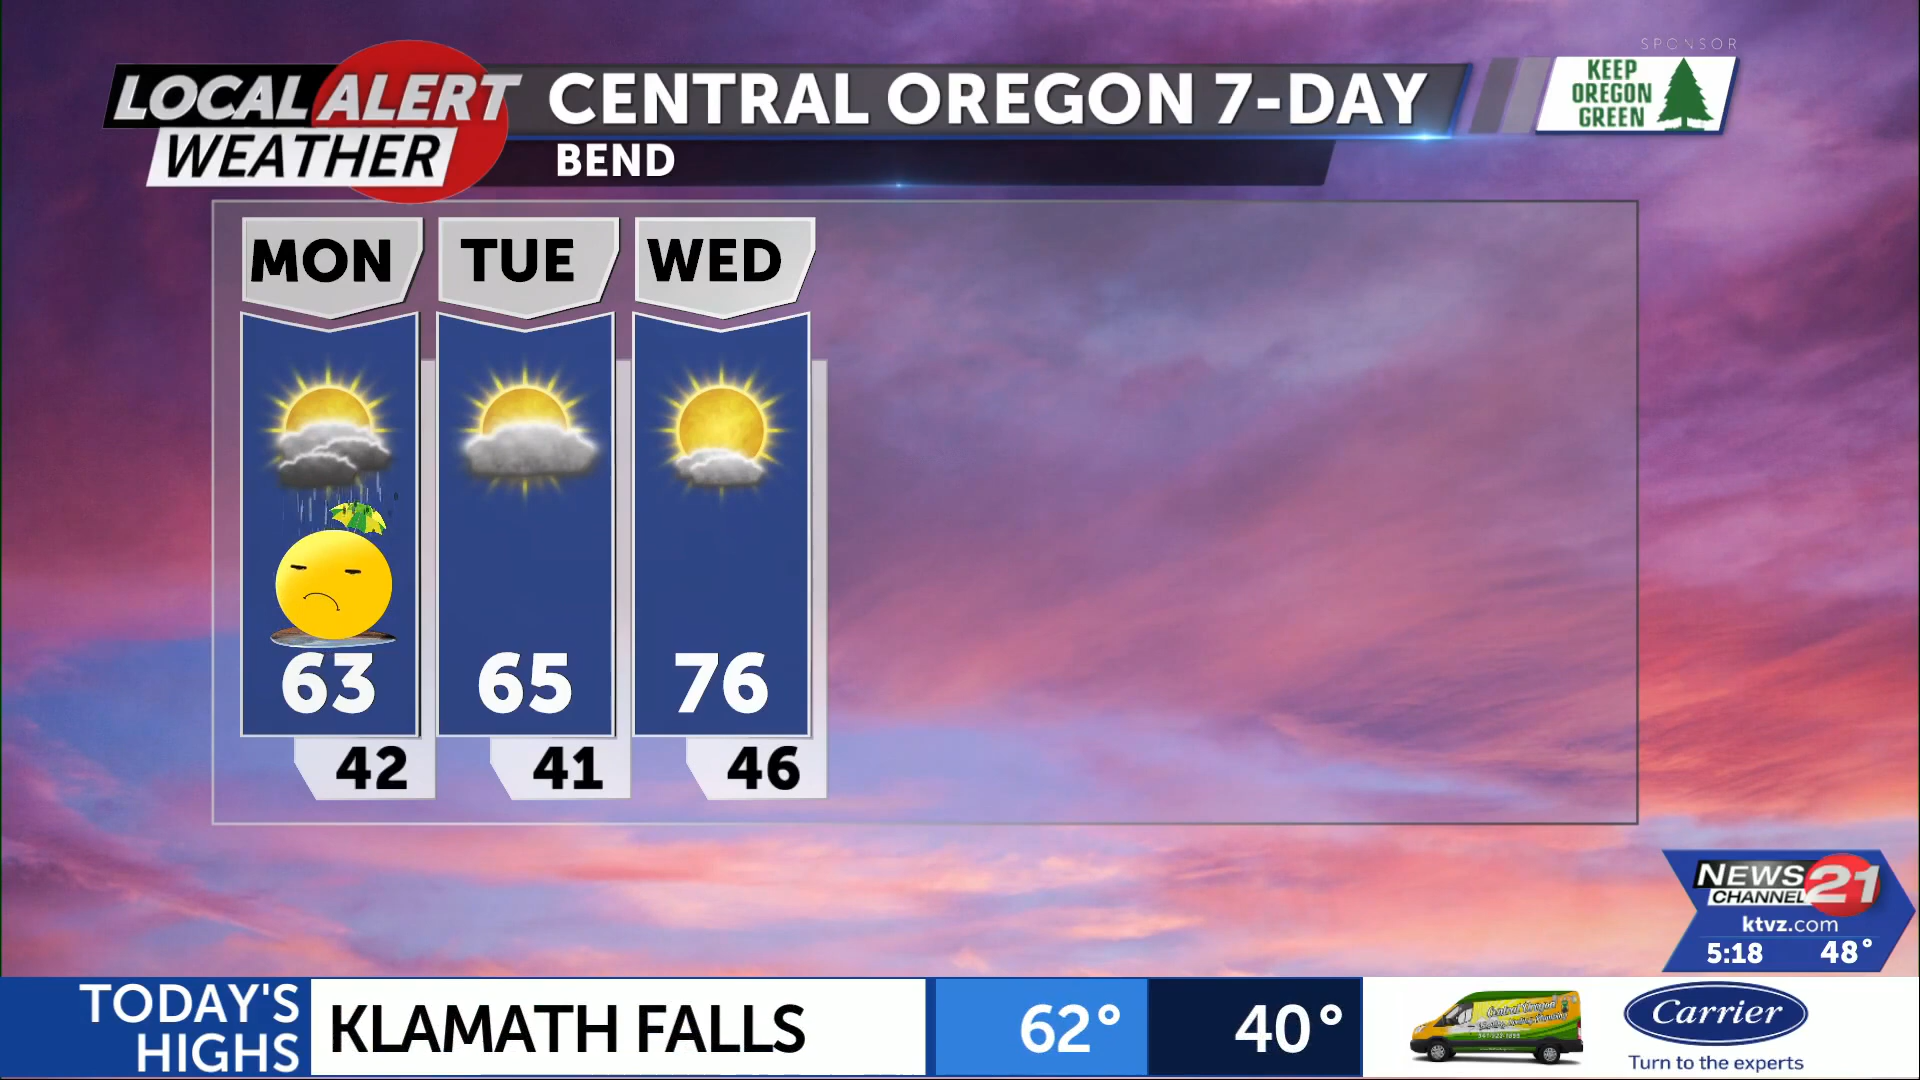 SPONSOR
LOCAL ALERT
WEATHER
CENTRAL OREGON 7-DAY
BEND
KEEP
OREGON
GREEN
MON
TUE
WED
63
65
76
42
41
46
NEWS
CHANNEL
21
ktvz.com
5:18 48°
TODAY'S
HIGHS
KLAMATH FALLS
62°
40°
Central Oregon
Carrier
Turn to the experts